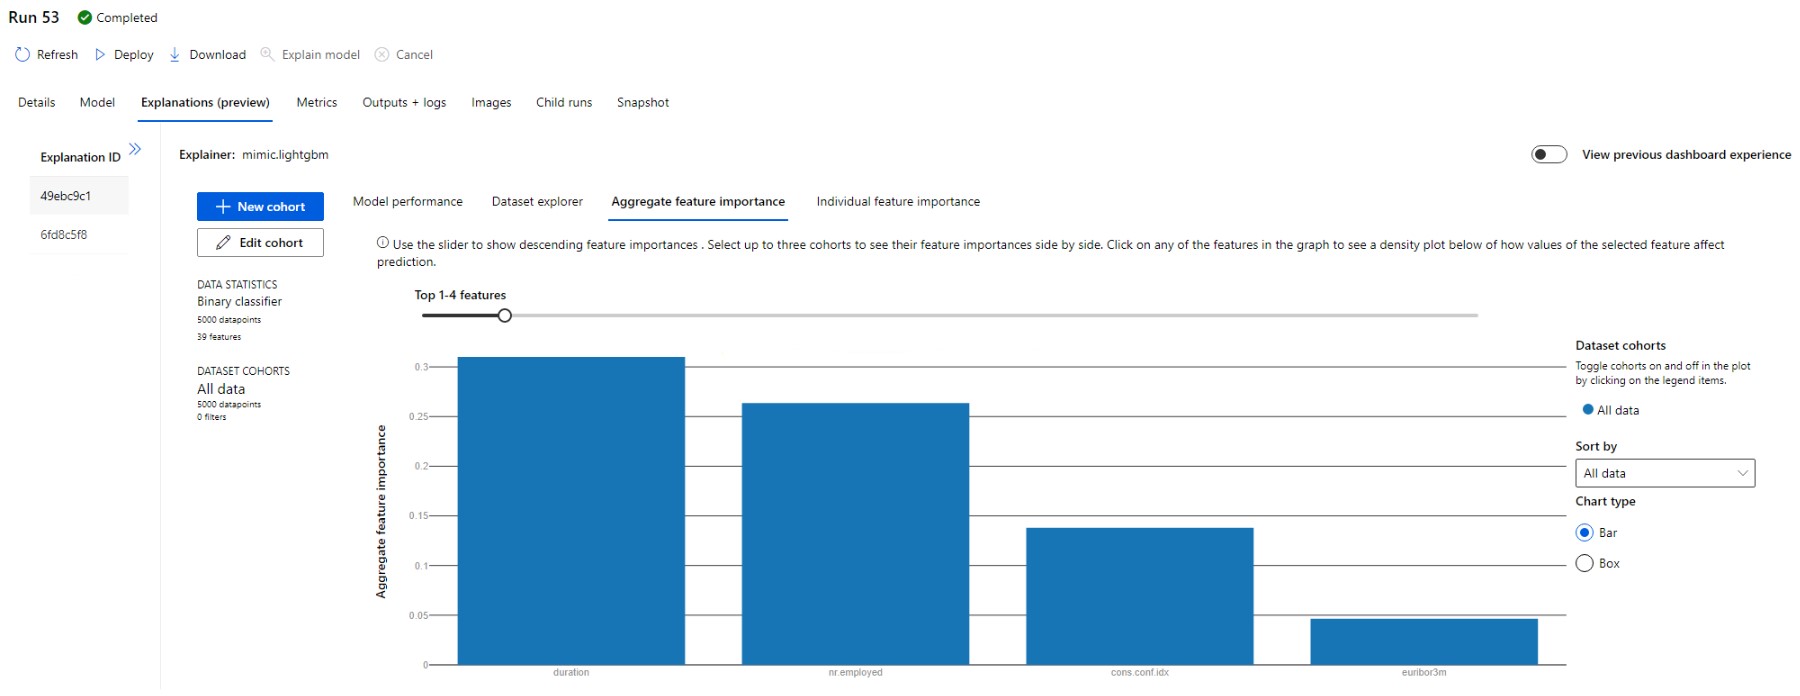 Run 53 Completed
Refresh Deploy Download Explain model Cancel
Details Model Explanations (preview) Metrics Outputs + logs Images Child runs Snapshot
Explanation ID
49ebc9c1
6fd8c5f8
Explainer: mimic.lightgbm
View previous dashboard experience
New cohort
Edit cohort
DATA STATISTICS
Binary classifier
5000 datapoints
39 features
DATASET COHORTS
All data
5000 datapoints
0 filters
Model performance Dataset explorer Aggregate feature importance Individual feature importance
Use the slider to show descending feature importances . Select up to three cohorts to see their feature importances side by side. Click on any of the features in the graph to see a density plot below of how values of the selected feature affect
prediction.
Top 1-4 features
Aggregate feature importance
0.3
0.25
0.2
0.15
0.1
0.05
0
duration nr.employed cons.conf.idx euribor3m
Dataset cohorts
Toggle cohorts on and off in the plot
by clicking on the legend items.
All data
Sort by
All data
Chart type
Bar
Box